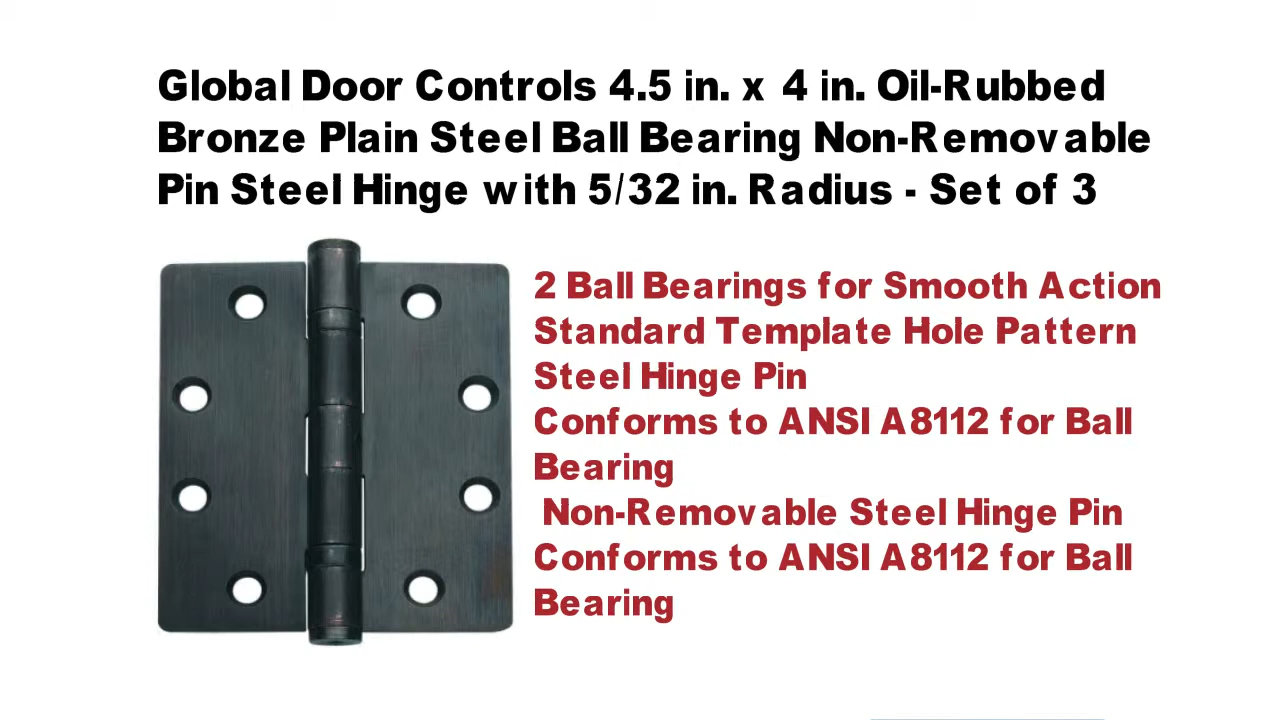 Global Door Controls 4.5 in. x 4 in. Oil-Rubbed
Bronze Plain Steel Ball Bearing Non-Removable
Pin Steel Hinge with 5/32 in. Radius - Set of 3
2 Ball Bearings for Smooth Action
Standard Template Hole Pattern
Steel Hinge Pin
Conforms to ANSI A8112 for Ball
Bearing
Non-Removable Steel Hinge Pin
Conforms to ANSI A8112 for Ball
Bearing